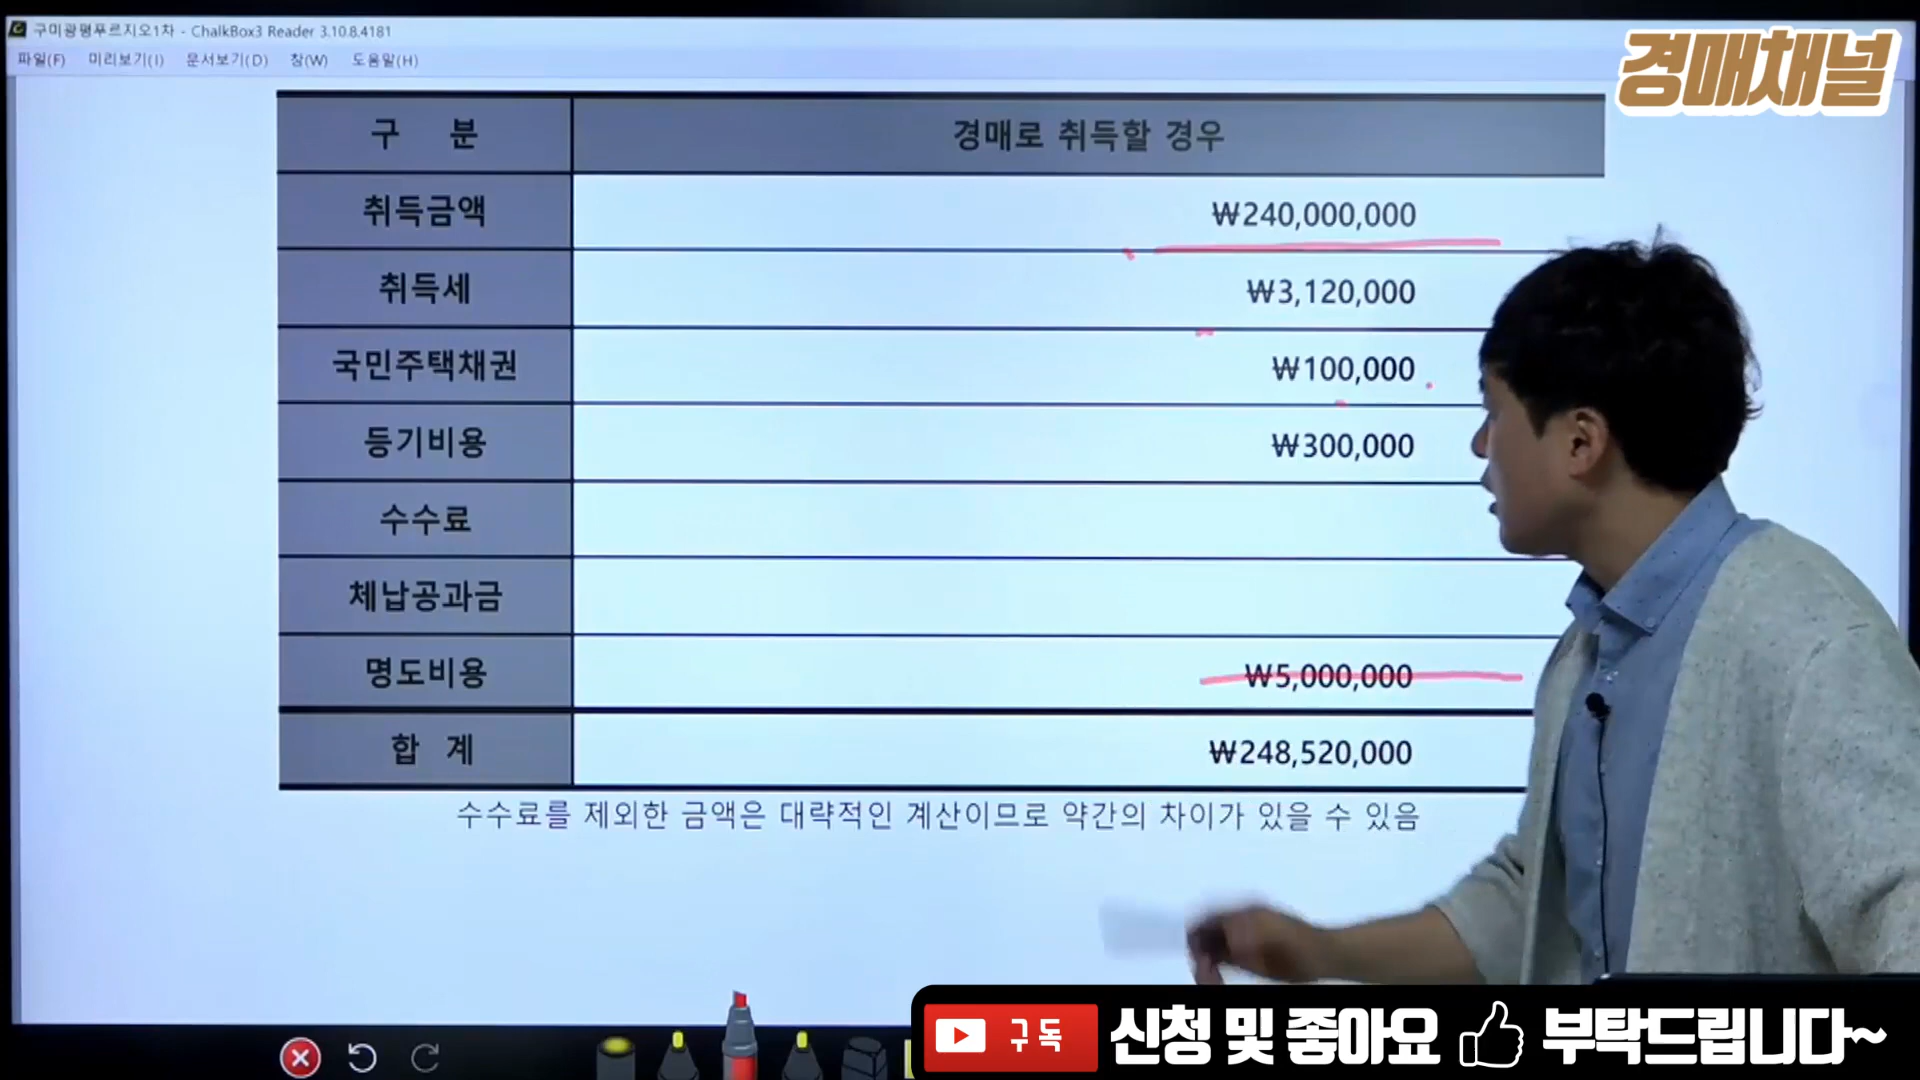 구미광평푸르지오1차 - ChalkBox3 Reader 3.10.8.4181
파일(F) 미리보기(I) 문서보기(D) 창(W) 도움말(H)
경매채널
구 분 경매로 취득할 경우
취득금액 ₩240,000,000
취득세 ₩3,120,000
국민주택채권 ₩100,000
등기비용 ₩300,000
수수료
체납공과금
명도비용 ₩5,000,000
합 계 ₩248,520,000
수수료를 제외한 금액은 대략적인 계산이므로 약간의 차이가 있을 수 있음
구독 신청 및 좋아요 부탁드립니다~